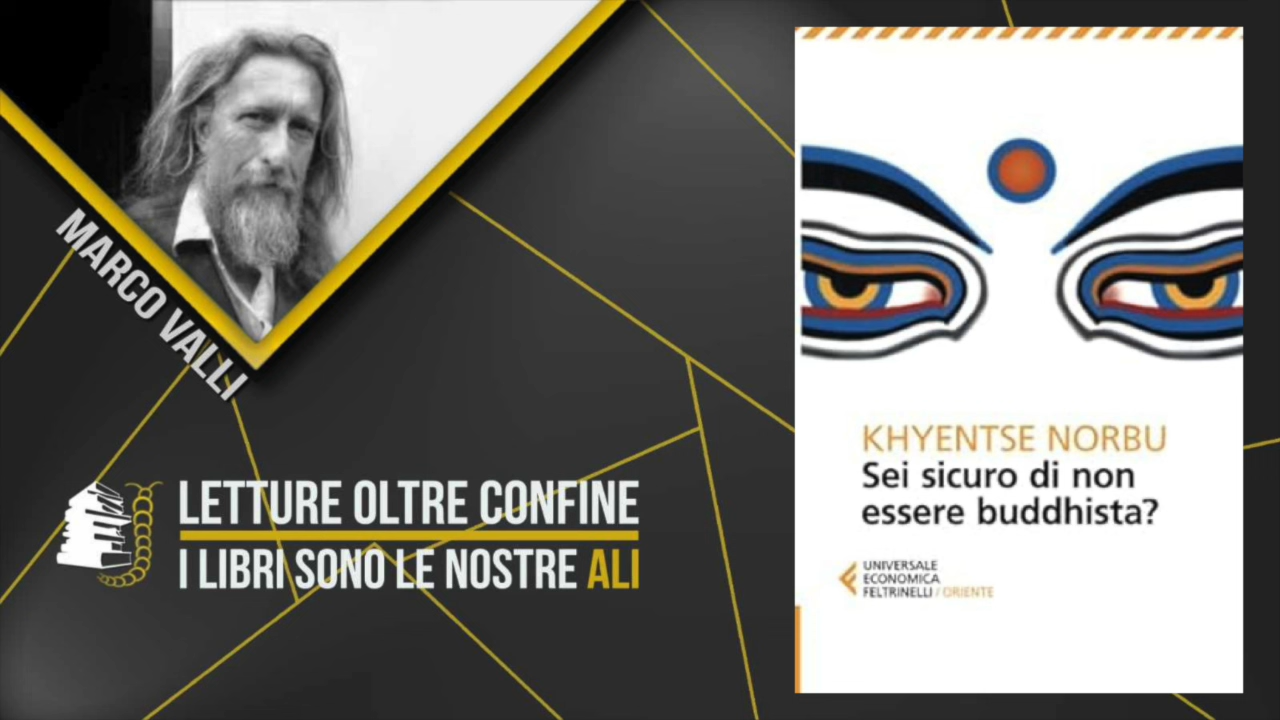 MARCO VALLI
LETTURE OLTRE CONFINE
I LIBRI SONO LE NOSTRE ALI
KHYENTSE NORBU
Sei sicuro di non
essere buddhista?
UNIVERSALE
ECONOMICA
FELTRINELLI / ORIENTE